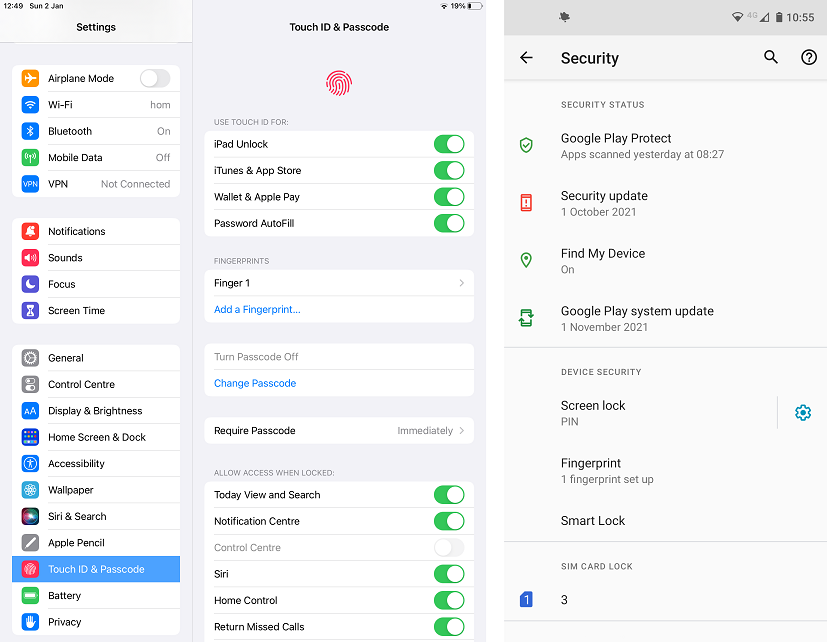 12:49 Sun 2 Jan
19%
Settings
Airplane Mode
Wi-Fi hom
Bluetooth On
Mobile Data Off
VPN VPN Not Connected
Notifications
Sounds
Focus
Screen Time
General
Control Centre
AA Display & Brightness
Home Screen & Dock
Accessibility
Wallpaper
Siri & Search
Apple Pencil
Touch ID & Passcode
Battery
Privacy
Touch ID & Passcode
USE TOUCH ID FOR:
iPad Unlock
iTunes & App Store
Wallet & Apple Pay
Password AutoFill
FINGERPRINTS
Finger 1
Add a Fingerprint...
Turn Passcode Off
Change Passcode
Require Passcode Immediately
ALLOW ACCESS WHEN LOCKED:
Today View and Search
Notification Centre
Control Centre
Siri
Home Control
Return Missed Calls
4G 10:55
Security
SECURITY STATUS
Google Play Protect
Apps scanned yesterday at 08:27
Security update
1 October 2021
Find My Device
On
Google Play system update
1 November 2021
DEVICE SECURITY
Screen lock
PIN
Fingerprint
1 fingerprint set up
Smart Lock
SIM CARD LOCK
1 3